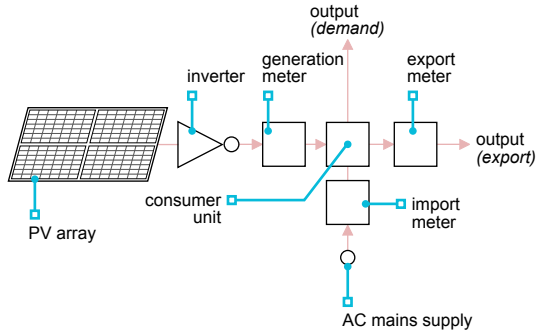 output
(demand)
generation
meter
export
meter
inverter
output
(export)
consumer
unit
import
meter
PV array
AC mains supply